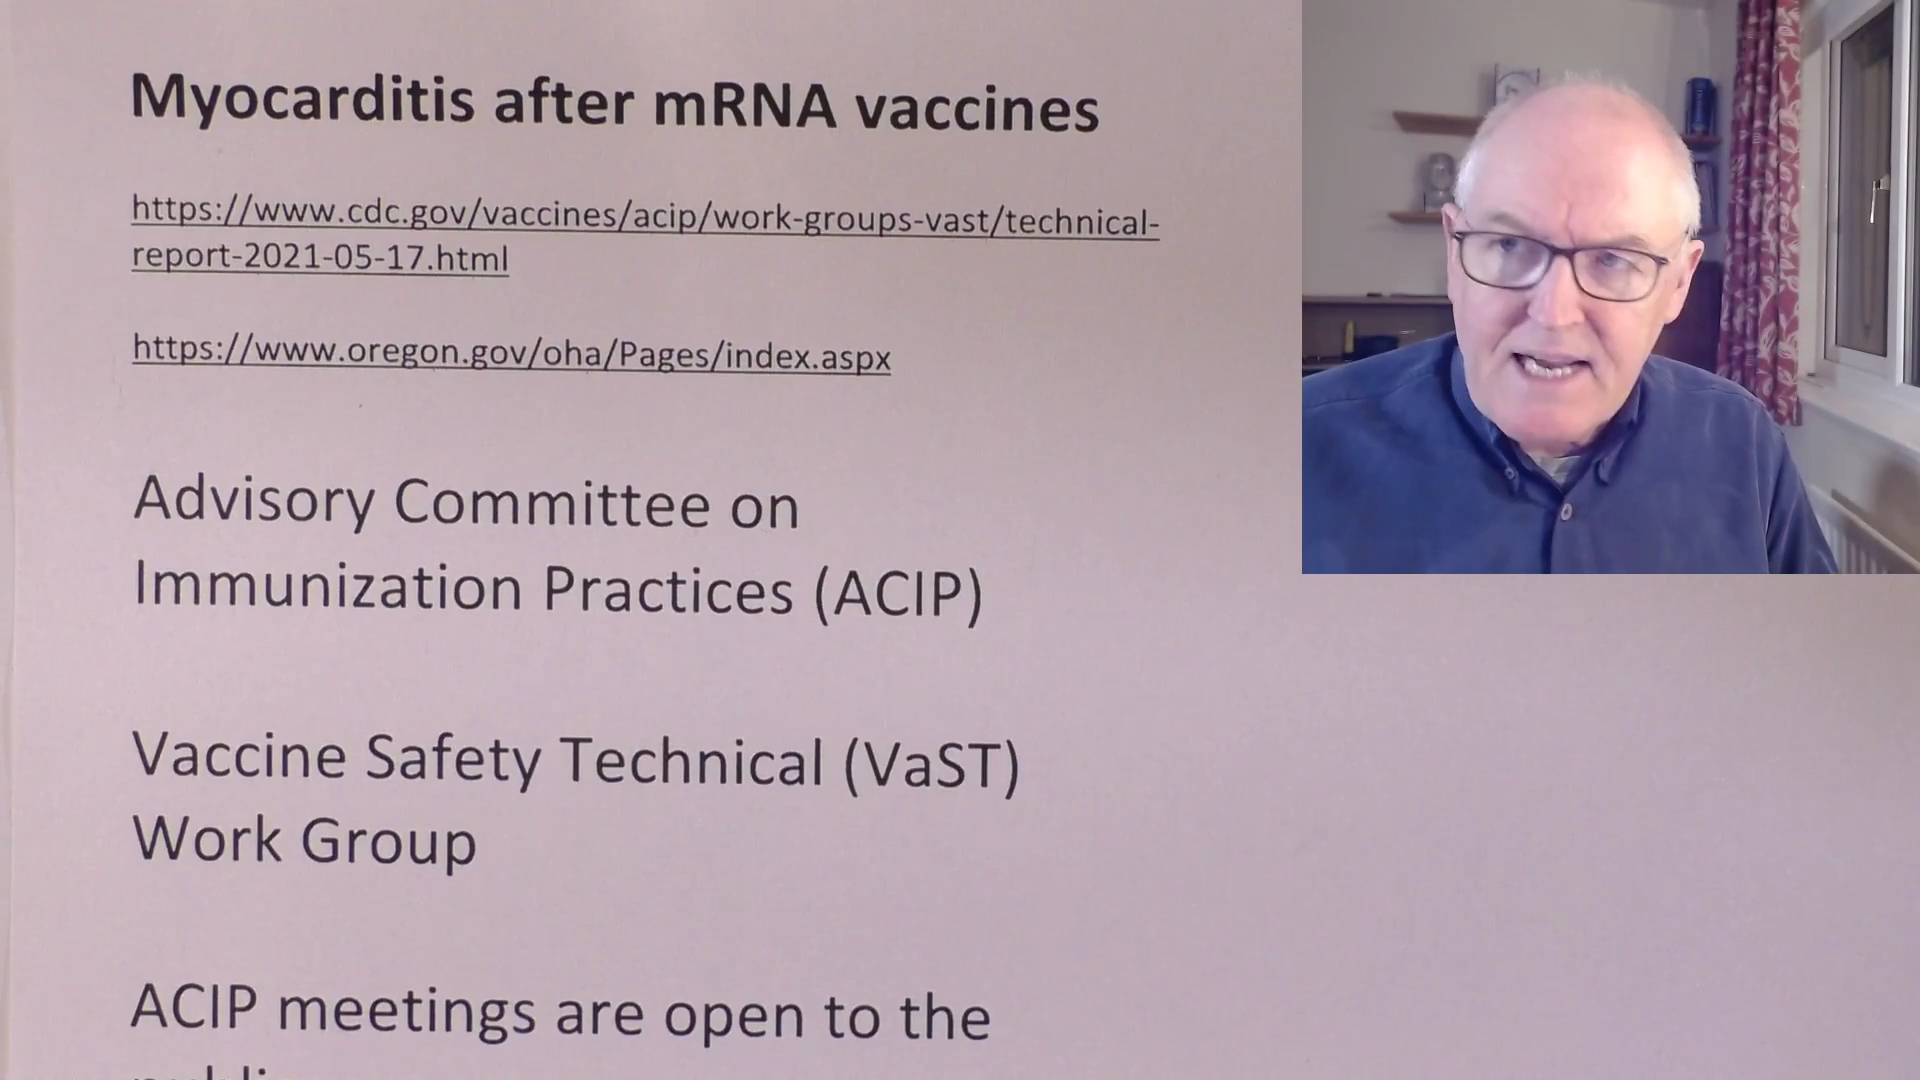 Myocarditis after mRNA vaccines
https://www.cdc.gov/vaccines/acip/work-groups-vast/technical-
report-2021-05-17.html
https://www.oregon.gov/oha/Pages/index.aspx
Advisory Committee on
Immunization Practices (ACIP)
Vaccine Safety Technical (VaST)
Work Group
ACIP meetings are open to the